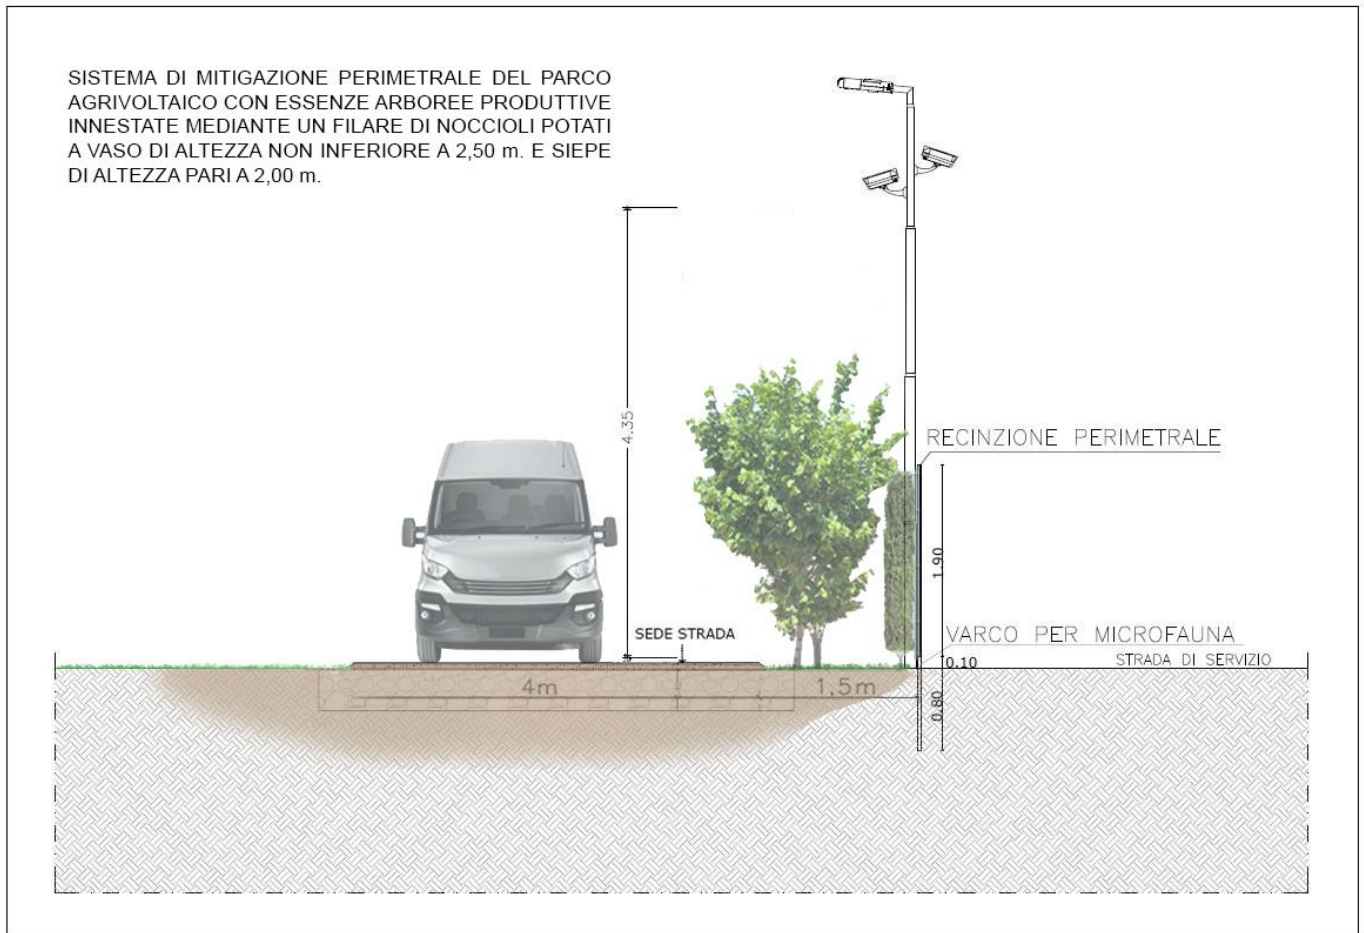 SISTEMA DI MITIGAZIONE PERIMETRALE DEL PARCO
AGRIVOLTAICO CON ESSENZE ARBOREE PRODUTTIVE
INNESTATE MEDIANTE UN FILARE DI NOCCIOLI POTATI
A VASO DI ALTEZZA NON INFERIORE A 2,50 m. E SIEPE
DI ALTEZZA PARI A 2,00 m.
4.35
RECINZIONE PERIMETRALE
1.90
SEDE STRADA
VARCO PER MICROFAUNA
0.10
STRADA DI SERVIZIO
4m
1.5m
0.80